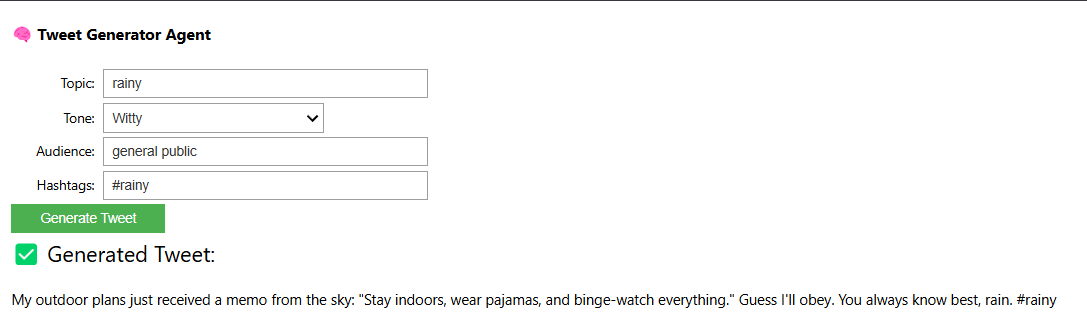 Tweet Generator Agent
Topic: rainy
Tone: Witty
Audience: general public
Hashtags: #rainy
Generate Tweet
Generated Tweet:
My outdoor plans just received a memo from the sky: "Stay indoors, wear pajamas, and binge-watch everything." Guess I'll obey. You always know best, rain. #rainy